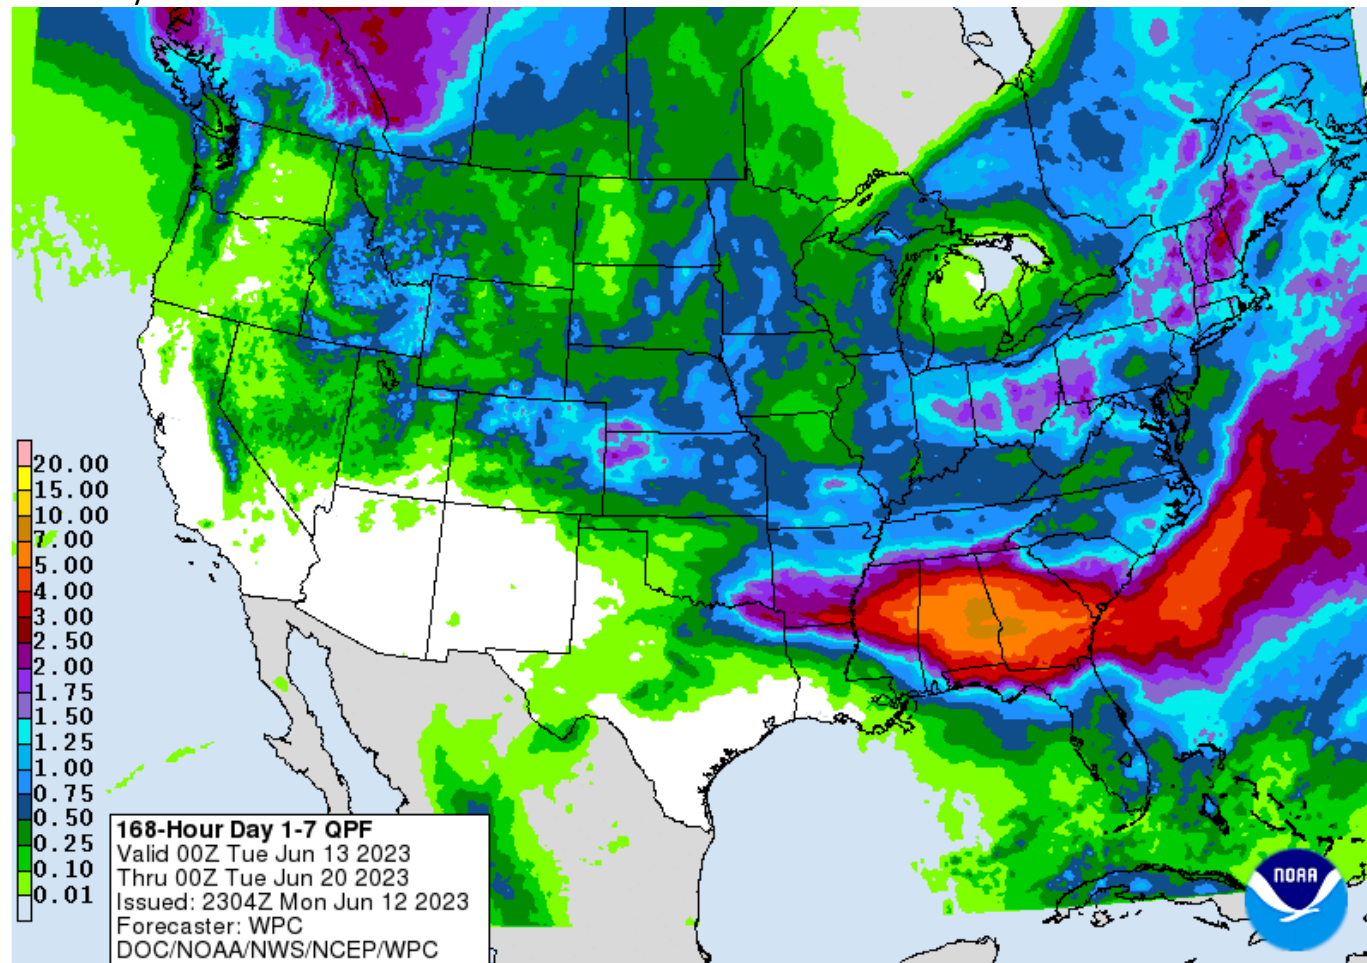 20.00
15.00
10.00
7.00
5.00
4.00
3.00
2.50
2.00
1.75
1.50
1.25
1.00
0.75
0.50
0.25
0.10
0.01
168-Hour Day 1-7 QPF
Valid 00Z Tue Jun 13 2023
Thru 00Z Tue Jun 20 2023
Issued: 2304Z Mon Jun 12 2023
Forecaster: WPC
DOC/NOAA/NWS/NCEP/WPC
NOAA